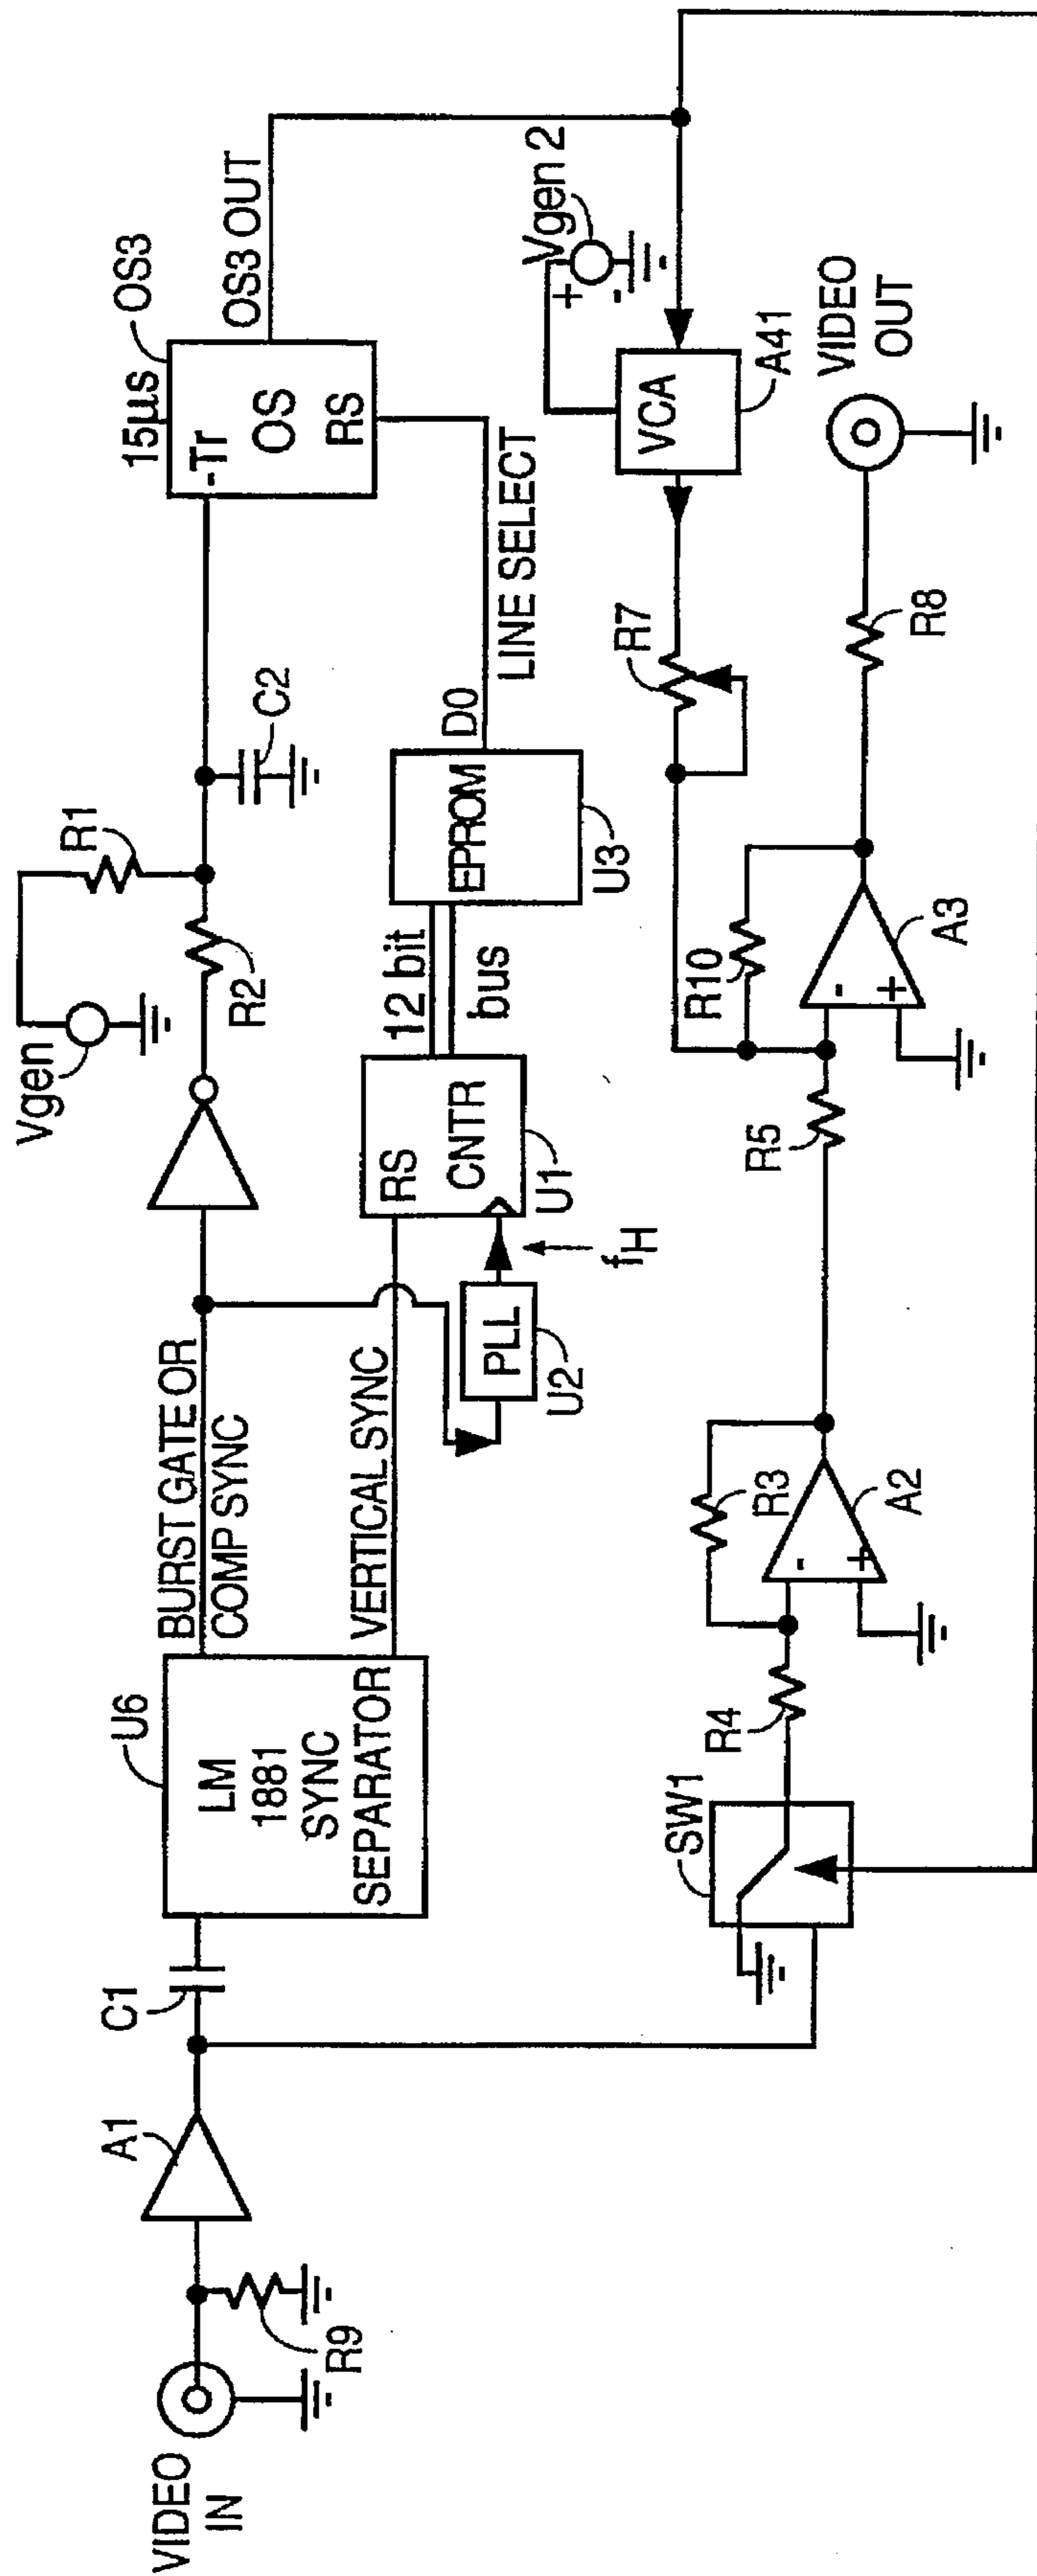 VIDEO
IN
R9
A1
C1
U6
LM
1881
SYNC
SEPARATOR
BURST GATE OR
COMP SYNC
VERTICAL SYNC
PLL
U2
fH
RS
CNTR
U1
12 bit
bus
EPROM
U3
D0
LINE SELECT
Vgen
R2
R1
C2
15µs
OS3
-Tr
OS
RS
OS3 OUT
Vgen 2
+
-
VCA
A41
R7
SW1
R4
R3
-
+
A2
R5
R10
-
+
A3
R8
VIDEO
OUT